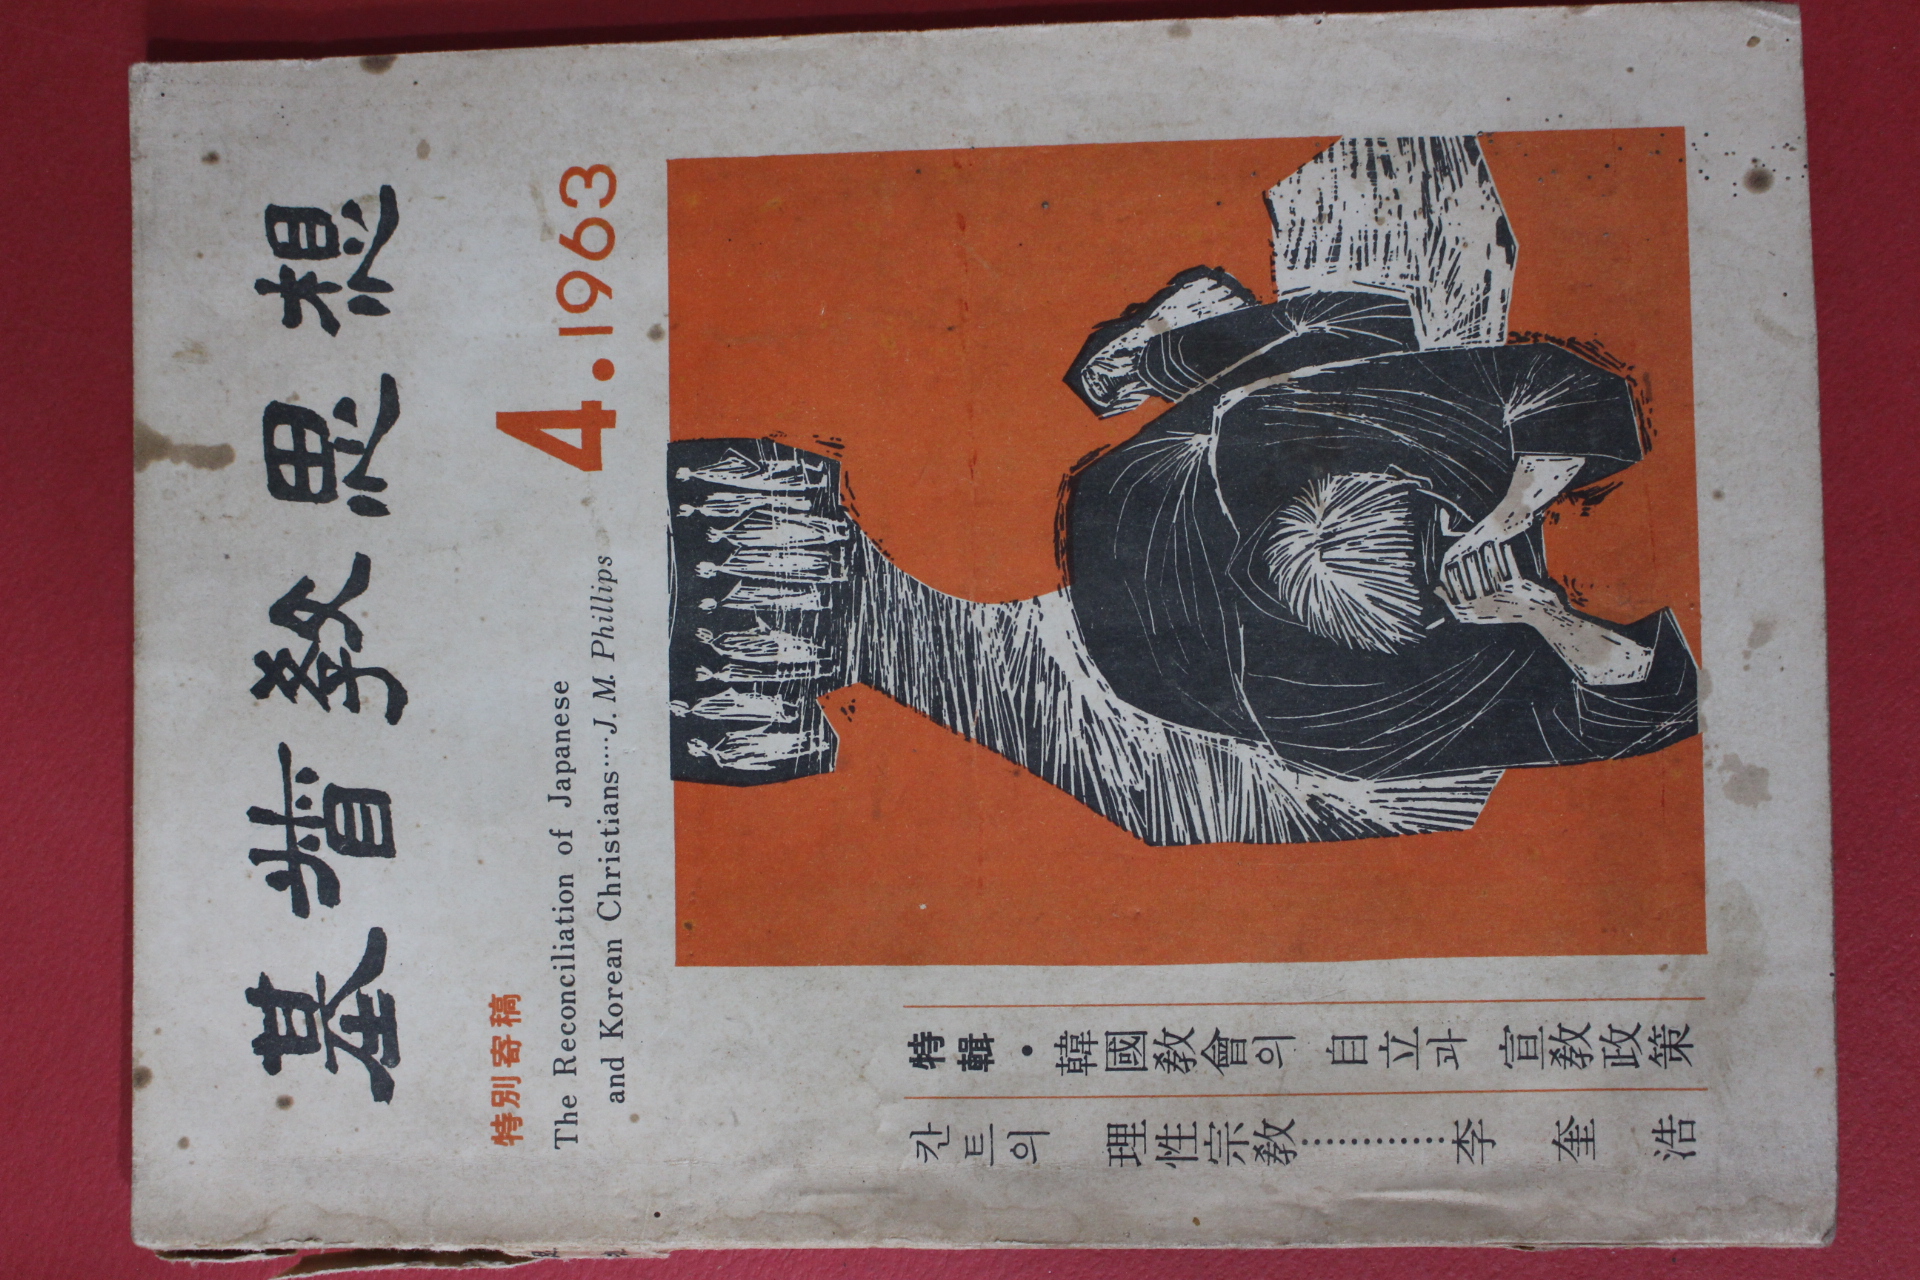 基督敎思想
4.1963
特別寄稿
The Reconciliation of Japanese
and Korean Christians…J. M. Phillips
特輯・韓國敎會의 自立과 宣敎政策
칸트의 理性宗敎…………李奎浩